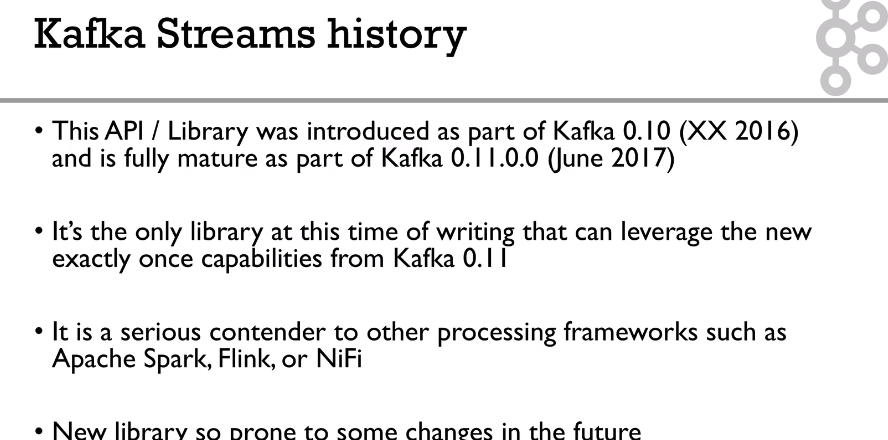 Kafka Streams history
• This API / Library was introduced as part of Kafka 0.10 (XX 2016)
and is fully mature as part of Kafka 0.11.0.0 (June 2017)
• It’s the only library at this time of writing that can leverage the new
exactly once capabilities from Kafka 0.11
• It is a serious contender to other processing frameworks such as
Apache Spark, Flink, or NiFi
• New library so prone to some changes in the future